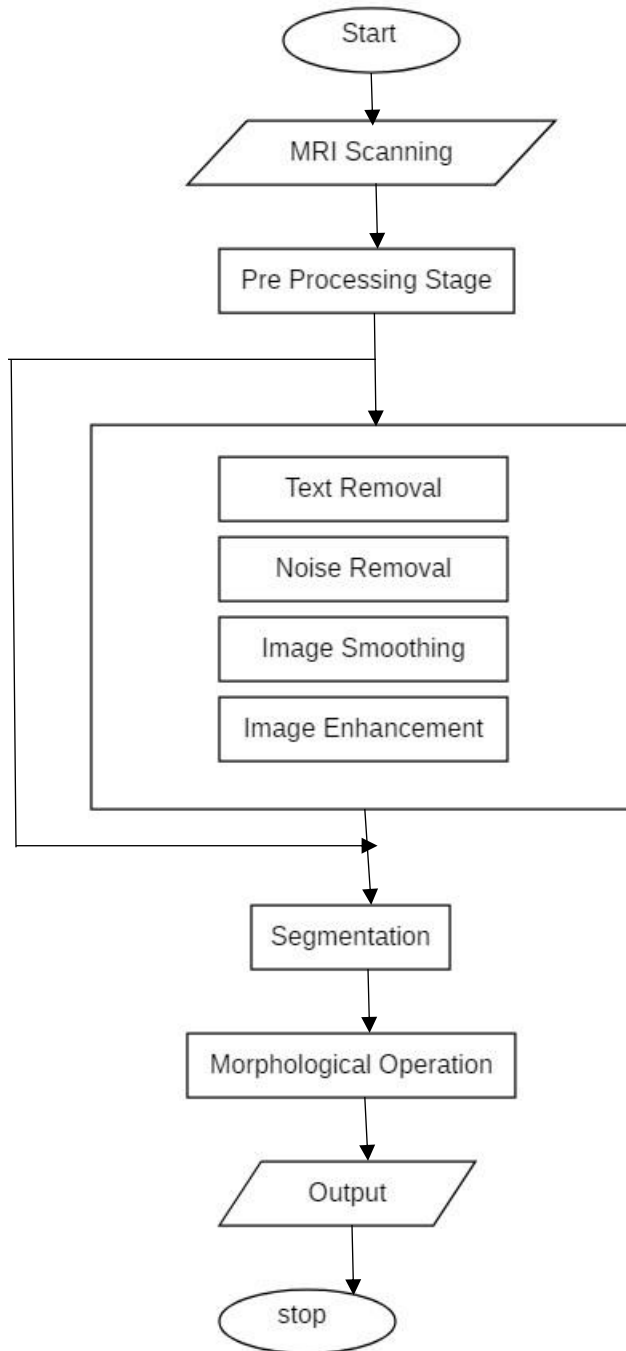 Start
MRI Scanning
Pre Processing Stage
Text Removal
Noise Removal
Image Smoothing
Image Enhancement
Segmentation
Morphological Operation
Output
stop